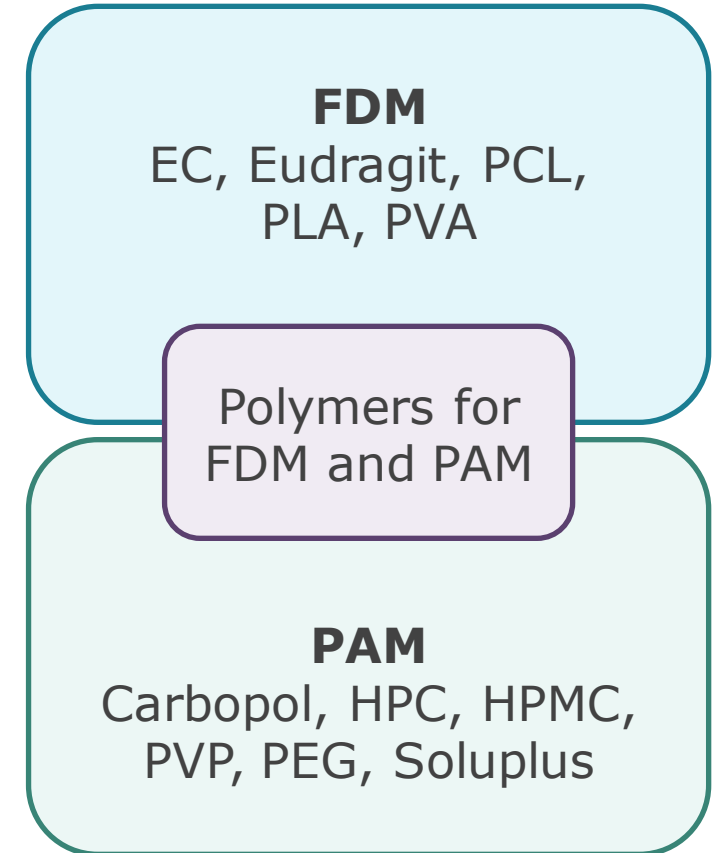 FDM
EC, Eudragit, PCL,
PLA, PVA
Polymers for
FDM and PAM
PAM
Carbopol, HPC, HPMC,
PVP, PEG, Soluplus